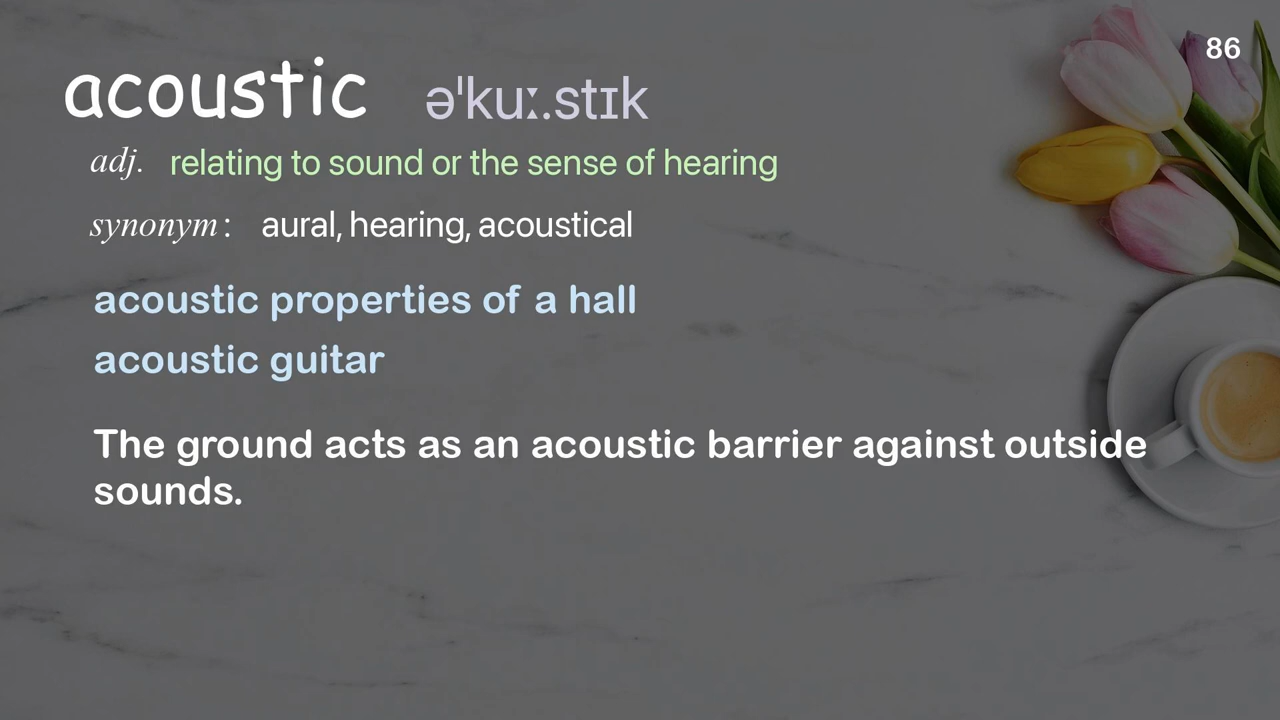 86
acoustic əˈkuː.stɪk
adj. relating to sound or the sense of hearing
synonym: aural, hearing, acoustical
acoustic properties of a hall
acoustic guitar
The ground acts as an acoustic barrier against outside
sounds.